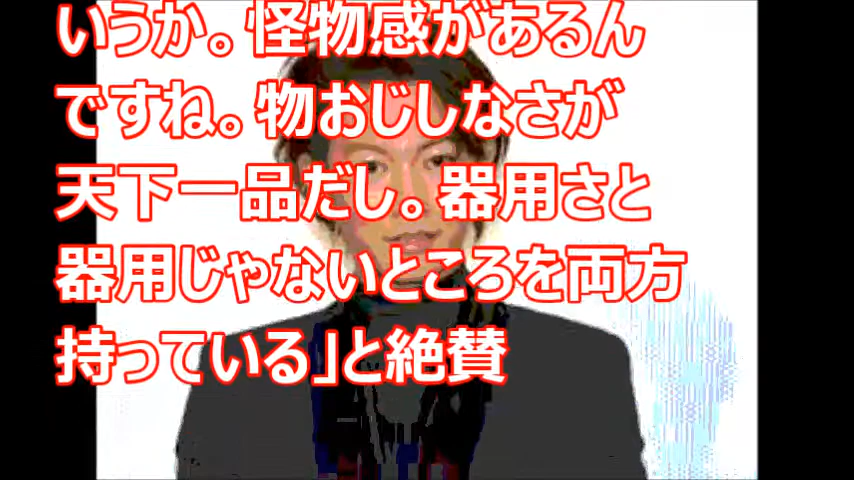 いうか。怪物感があるん
ですね。物おじしなさが
天下一品だし。器用さと
器用じゃないところを両方
持っている」と絶賛